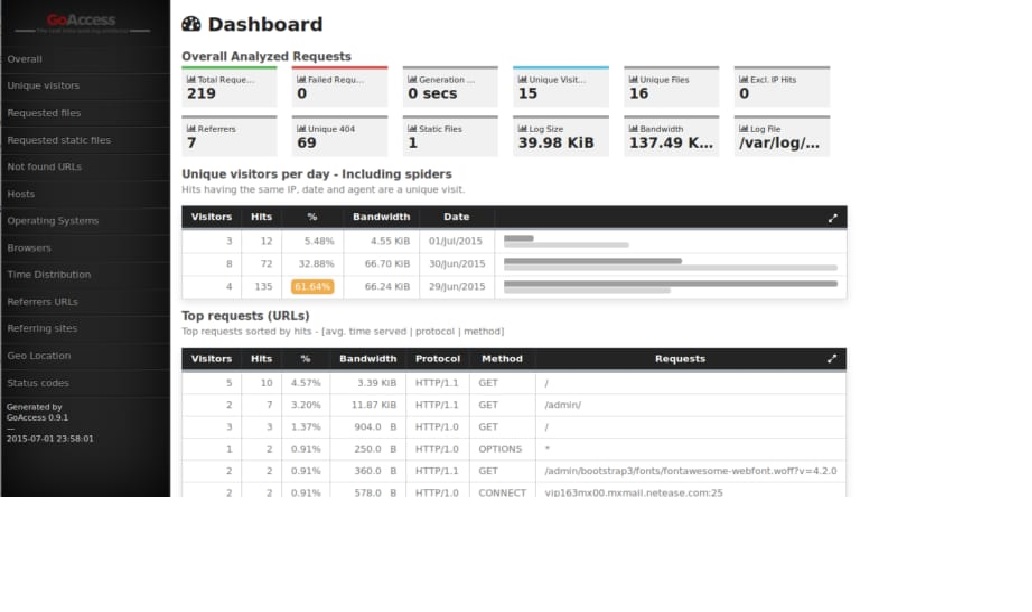 GoAccess
Overall
Unique visitors
Requested files
Requested static files
Not found URLs
Hosts
Operating Systems
Browsers
Time Distribution
Referrers URLs
Referring sites
Geo Location
Status codes
Generated by
GoAccess 0.9.1
—
2015-07-01 23:58:01
Dashboard
Overall Analyzed Requests
Total Reque... Failed Requ... Generation ... Unique Visit... Unique Files Excl. IP Hits
219 0 0 secs 15 16 0
Referrers Unique 404 Static Files Log Size Bandwidth Log File
7 69 1 39.98 KiB 137.49 K... /var/log/...
Unique visitors per day - Including spiders
Hits having the same IP, date and agent are a unique visit.
Visitors Hits % Bandwidth Date
3 12 5.48% 4.55 KiB 01/Jul/2015
8 72 32.88% 66.70 KiB 30/Jun/2015
4 135 61.64% 66.24 KiB 29/Jun/2015
Top requests (URLs)
Top requests sorted by hits - [avg. time served | protocol | method]
Visitors Hits % Bandwidth Protocol Method Requests
5 10 4.57% 3.39 KiB HTTP/1.1 GET /
2 7 3.20% 11.87 KiB HTTP/1.1 GET /admin/
3 3 1.37% 904.0 B HTTP/1.0 GET /
1 2 0.91% 250.0 B HTTP/1.0 OPTIONS *
2 2 0.91% 360.0 B HTTP/1.1 GET /admin/bootstrap3/fonts/fontawesome-webfont.woff?v=4.2.0
2 2 0.91% 578.0 B HTTP/1.0 CONNECT vip163mx00.mxmail.netease.com:25